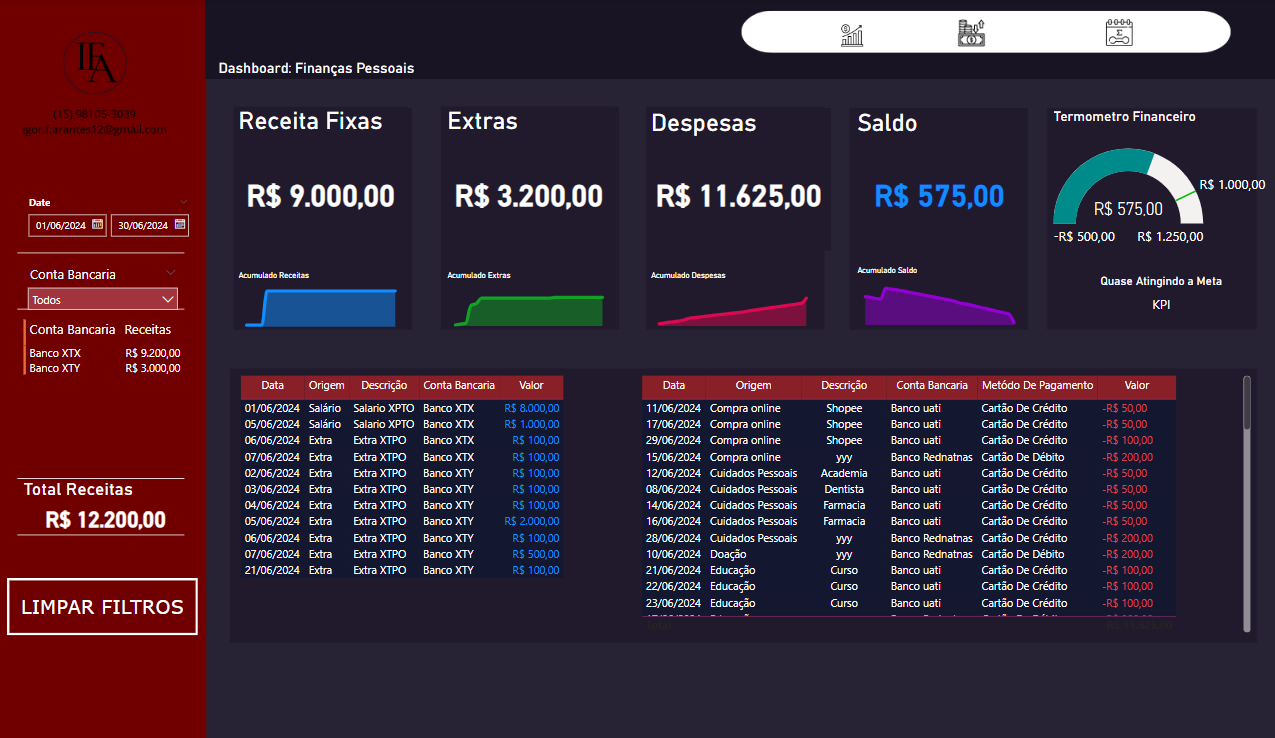 IFA
(15) 98105-3039
igor.f.arantes12@gmail.com
Dashboard: Finanças Pessoais
Date
01/06/2024 30/06/2024
Conta Bancaria
Todos
Conta Bancaria Receitas
Banco XTX R$ 9.200,00
Banco XTY R$ 3.000,00
Total Receitas
R$ 12.200,00
LIMPAR FILTROS
Receita Fixas
R$ 9.000,00
Acumulado Receitas
Extras
R$ 3.200,00
Acumulado Extras
Despesas
R$ 11.625,00
Acumulado Despesas
Saldo
R$ 575,00
Acumulado Saldo
Termometro Financeiro
R$ 1.000,00
R$ 575,00
-R$ 500,00 R$ 1.250,00
Quase Atingindo a Meta
KPI
Data Origem Descrição Conta Bancaria Valor
01/06/2024 Salário Salario XPTO Banco XTX R$ 8.000,00
05/06/2024 Salário Salario XPTO Banco XTX R$ 1.000,00
06/06/2024 Extra Extra XTPO Banco XTX R$ 100,00
07/06/2024 Extra Extra XTPO Banco XTX R$ 100,00
02/06/2024 Extra Extra XTPO Banco XTY R$ 100,00
03/06/2024 Extra Extra XTPO Banco XTY R$ 100,00
04/06/2024 Extra Extra XTPO Banco XTY R$ 100,00
05/06/2024 Extra Extra XTPO Banco XTY R$ 2.000,00
06/06/2024 Extra Extra XTPO Banco XTY R$ 100,00
07/06/2024 Extra Extra XTPO Banco XTY R$ 500,00
21/06/2024 Extra Extra XTPO Banco XTY R$ 100,00
Data Origem Descrição Conta Bancaria Metódo De Pagamento Valor
11/06/2024 Compra online Shopee Banco uati Cartão De Crédito -R$ 50,00
17/06/2024 Compra online Shopee Banco uati Cartão De Crédito -R$ 50,00
29/06/2024 Compra online Shopee Banco uati Cartão De Crédito -R$ 100,00
15/06/2024 Compra online yyy Banco Rednatnas Cartão De Débito -R$ 200,00
12/06/2024 Cuidados Pessoais Academia Banco uati Cartão De Crédito -R$ 50,00
08/06/2024 Cuidados Pessoais Dentista Banco uati Cartão De Crédito -R$ 50,00
14/06/2024 Cuidados Pessoais Farmacia Banco uati Cartão De Crédito -R$ 50,00
16/06/2024 Cuidados Pessoais Farmacia Banco uati Cartão De Crédito -R$ 50,00
28/06/2024 Cuidados Pessoais yyy Banco Rednatnas Cartão De Crédito -R$ 200,00
10/06/2024 Doação yyy Banco Rednatnas Cartão De Débito -R$ 200,00
21/06/2024 Educação Curso Banco uati Cartão De Crédito -R$ 100,00
22/06/2024 Educação Curso Banco uati Cartão De Crédito -R$ 100,00
23/06/2024 Educação Curso Banco uati Cartão De Crédito -R$ 100,00
Total